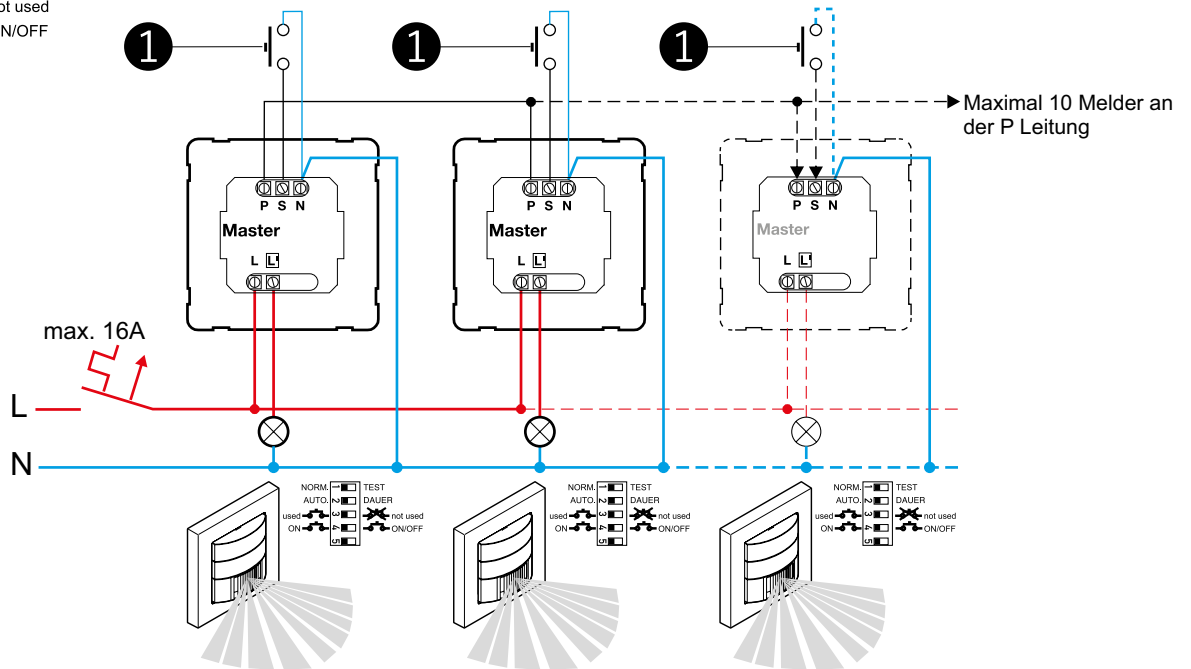 not used
N/OFF
1
1
1
Maximal 10 Melder an
der P Leitung
P S N
Master
L L'
P S N
Master
L L'
P S N
Master
L L'
max. 16A
L
N
NORM. 1 TEST
AUTO. 2 DAUER
used 3 not used
ON 4 ON/OFF
5
NORM. 1 TEST
AUTO. 2 DAUER
used 3 not used
ON 4 ON/OFF
5
NORM. 1 TEST
AUTO. 2 DAUER
used 3 not used
ON 4 ON/OFF
5